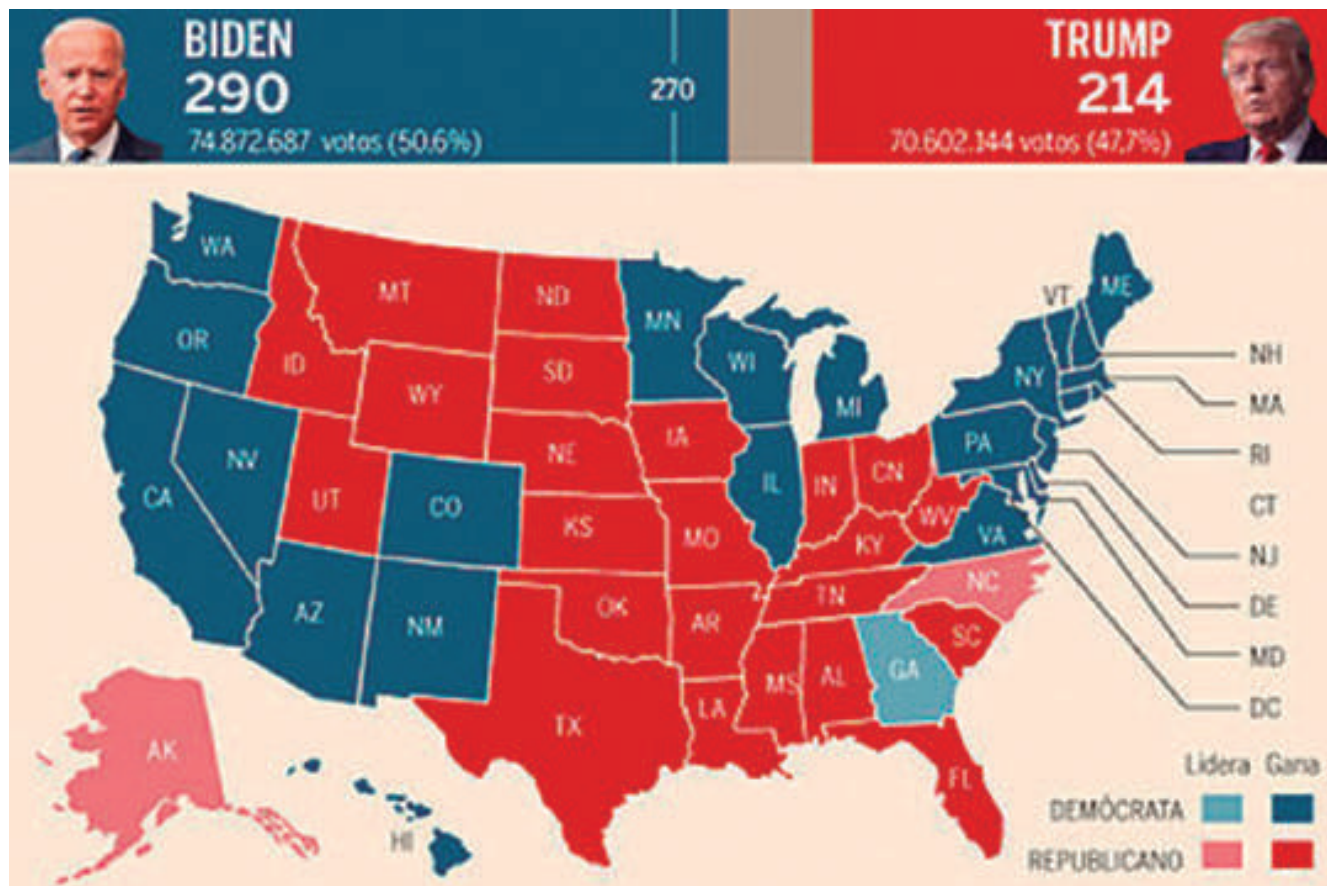 BIDEN
290
74.872.687 votos (50,6%)
270
TRUMP
214
70.602.144 votos (47,7%)
WA
MT
ND
MN
VT
ME
OR
ID
SD
WI
NH
WY
MI
NY
MA
NV
NE
IA
PA
RI
CA
UT
CO
IL
IN
CN
CT
KS
MO
WV
KY
VA
NJ
AZ
NM
OK
AR
TN
NC
DE
SC
MD
MS
AL
GA
DC
TX
LA
AK
FL
HI
Lidera Gana
DEMÓCRATA
REPUBLICANO